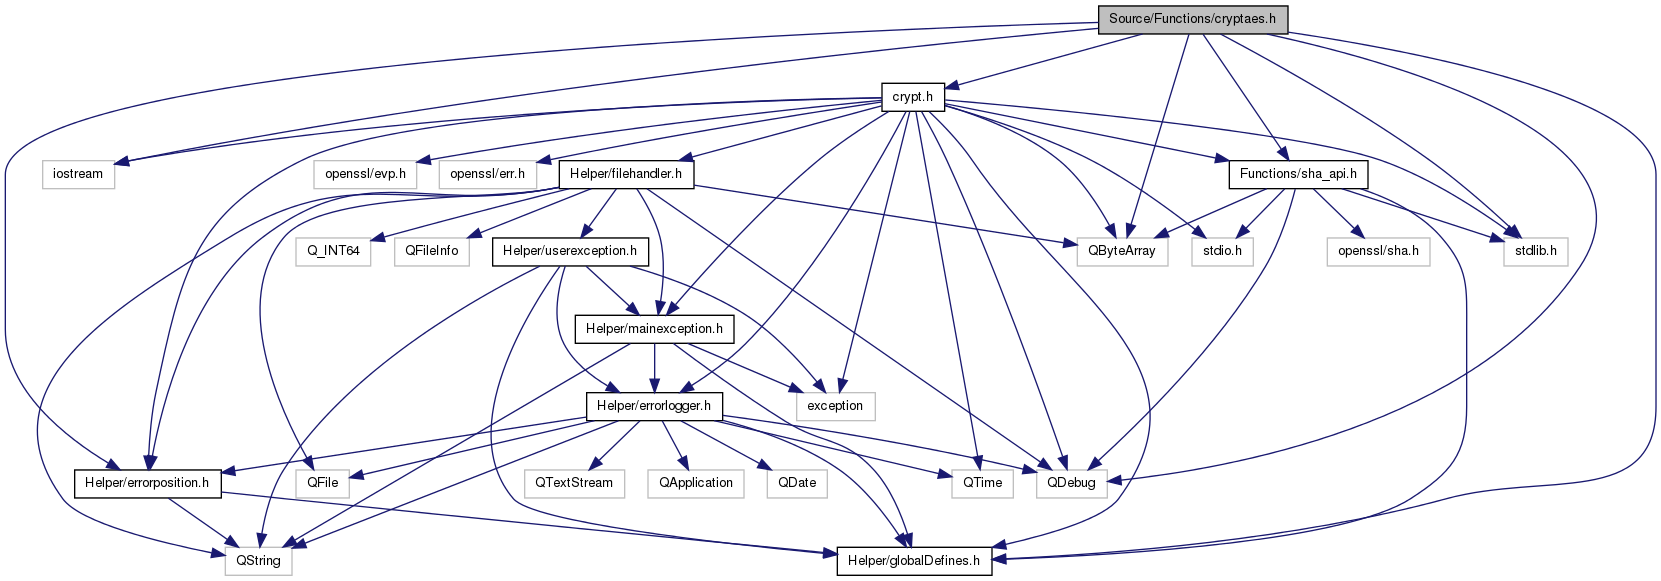 Source/Functions/cryptaes.h
crypt.h
iostream
openssl/evp.h
openssl/err.h
Helper/filehandler.h
Functions/sha_api.h
Q_INT64
QFileInfo
Helper/userexception.h
QByteArray
stdio.h
openssl/sha.h
stdlib.h
Helper/mainexception.h
Helper/errorlogger.h
exception
Helper/errorposition.h
QFile
QTextStream
QApplication
QDate
QTime
QDebug
QString
Helper/globalDefines.h